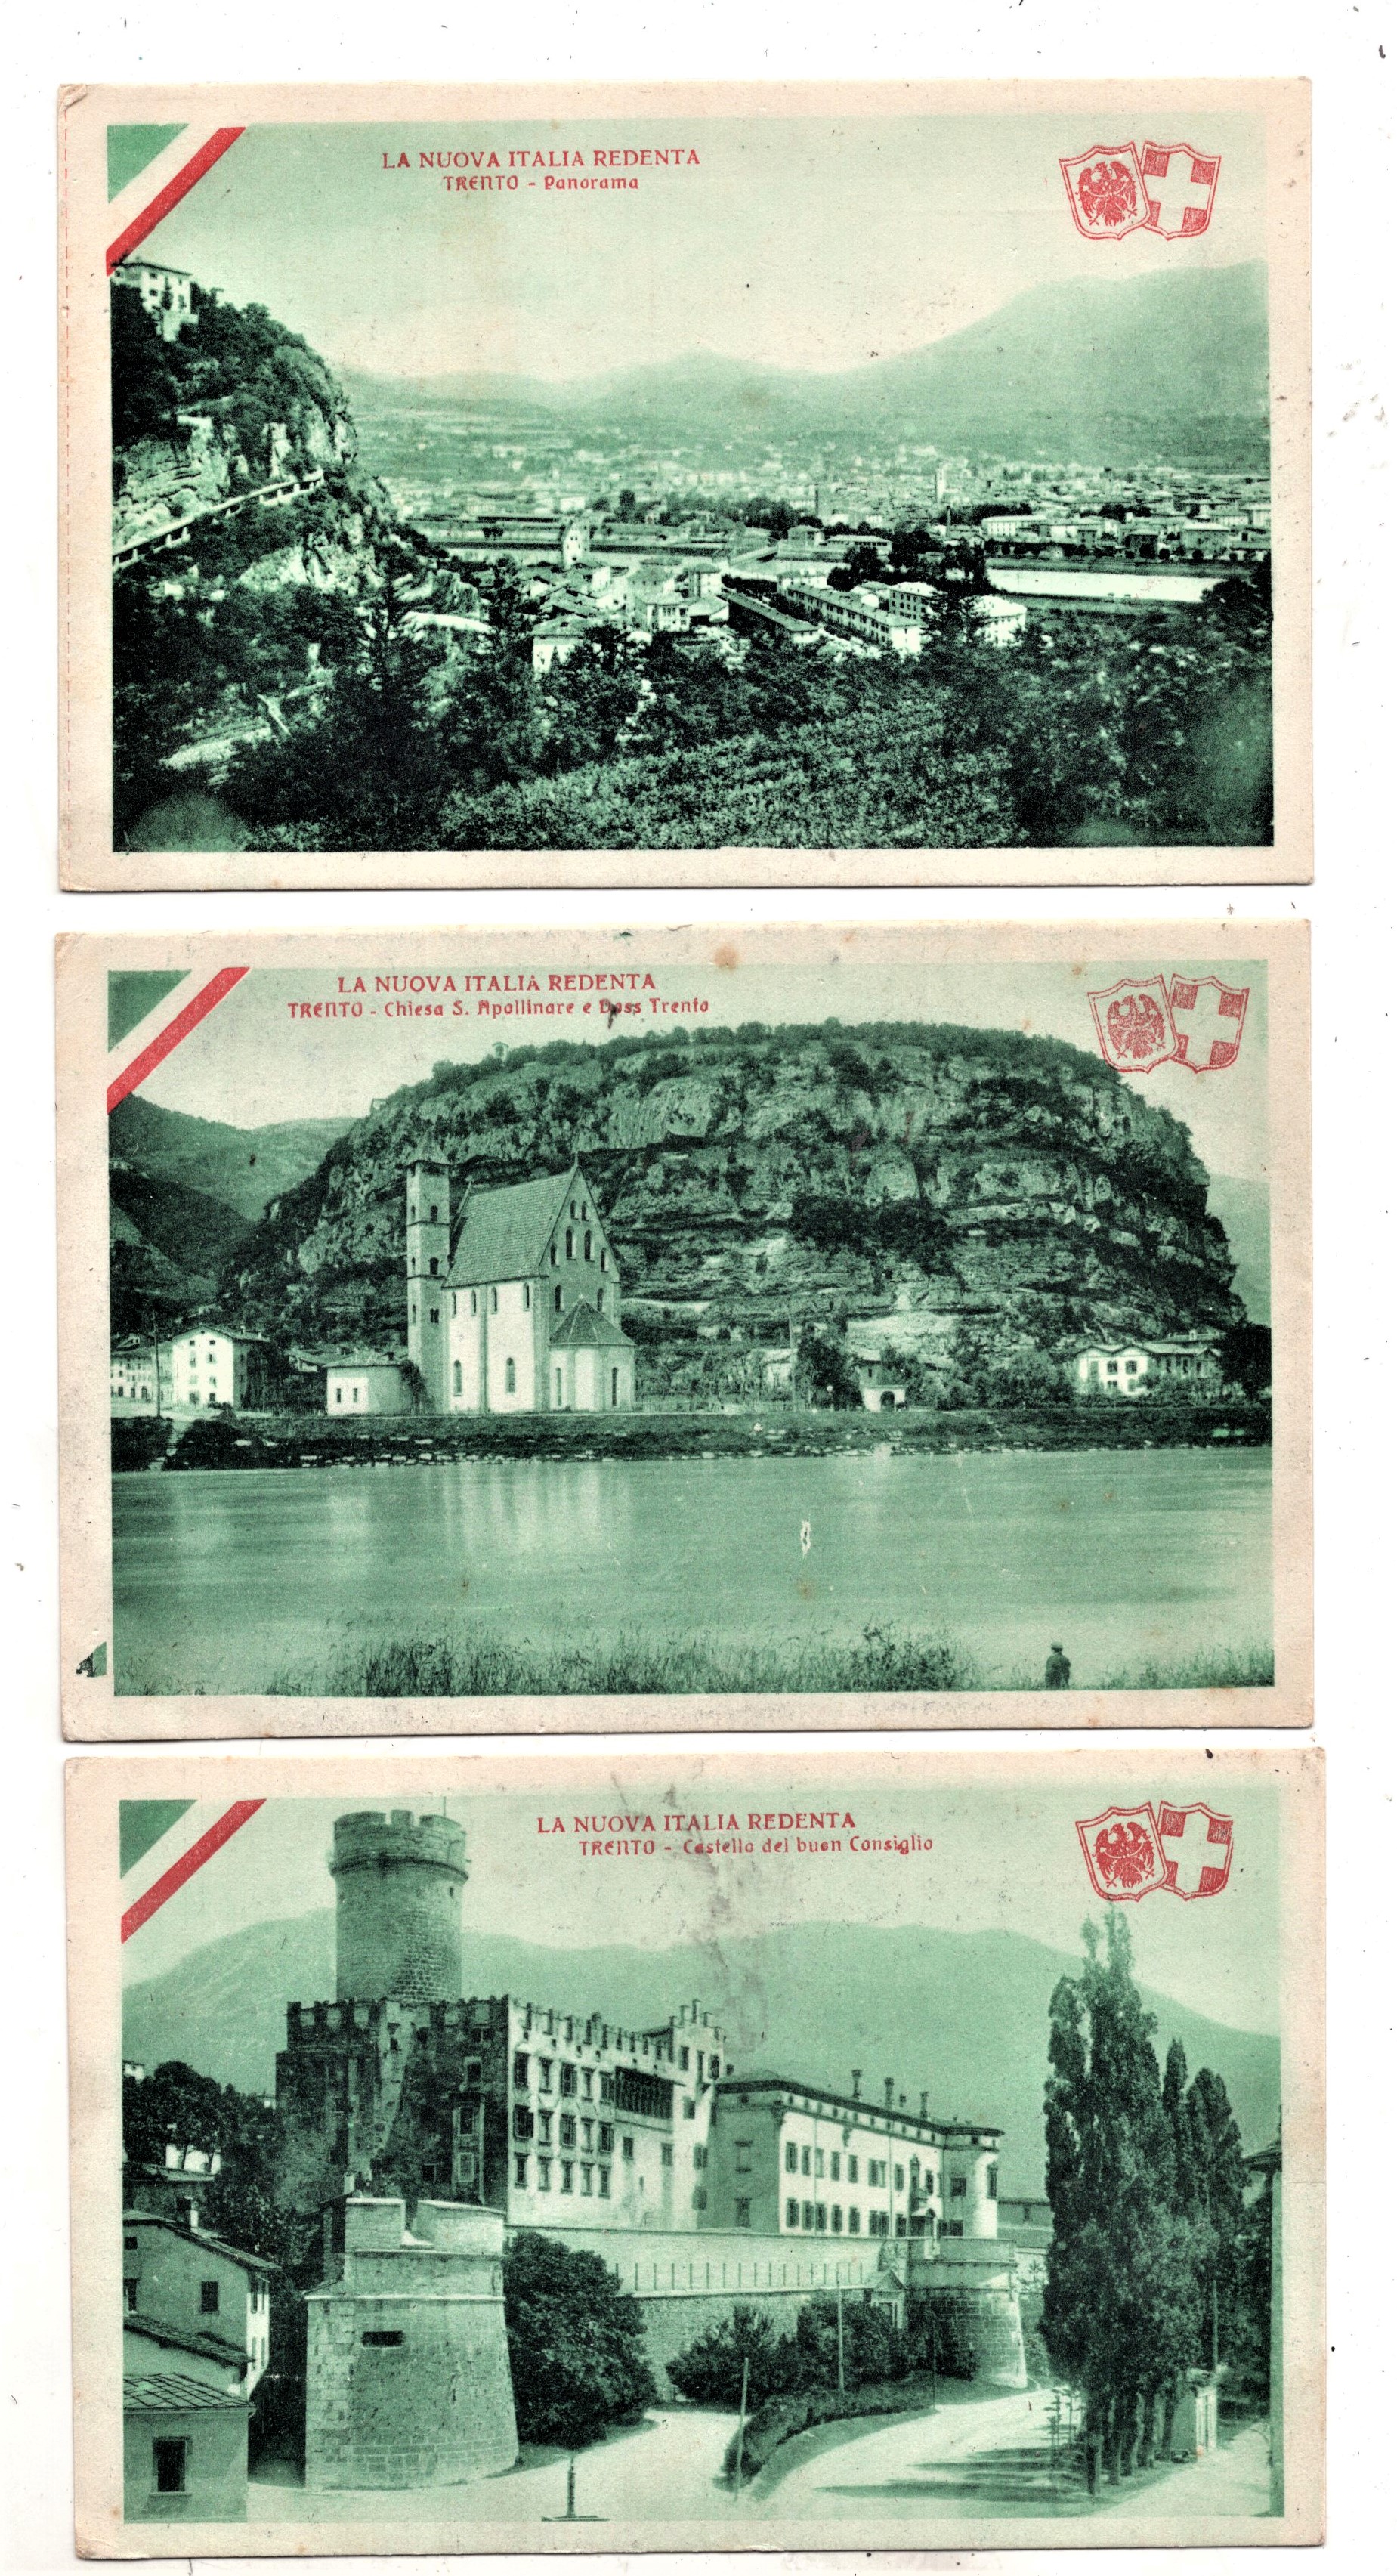 LA NUOVA ITALIA REDENTA
TRENTO - Panorama
LA NUOVA ITALIA REDENTA
TRENTO - Chiesa S. Apollinare e Doss Trento
LA NUOVA ITALIA REDENTA
TRENTO - Castello del buon Consiglio